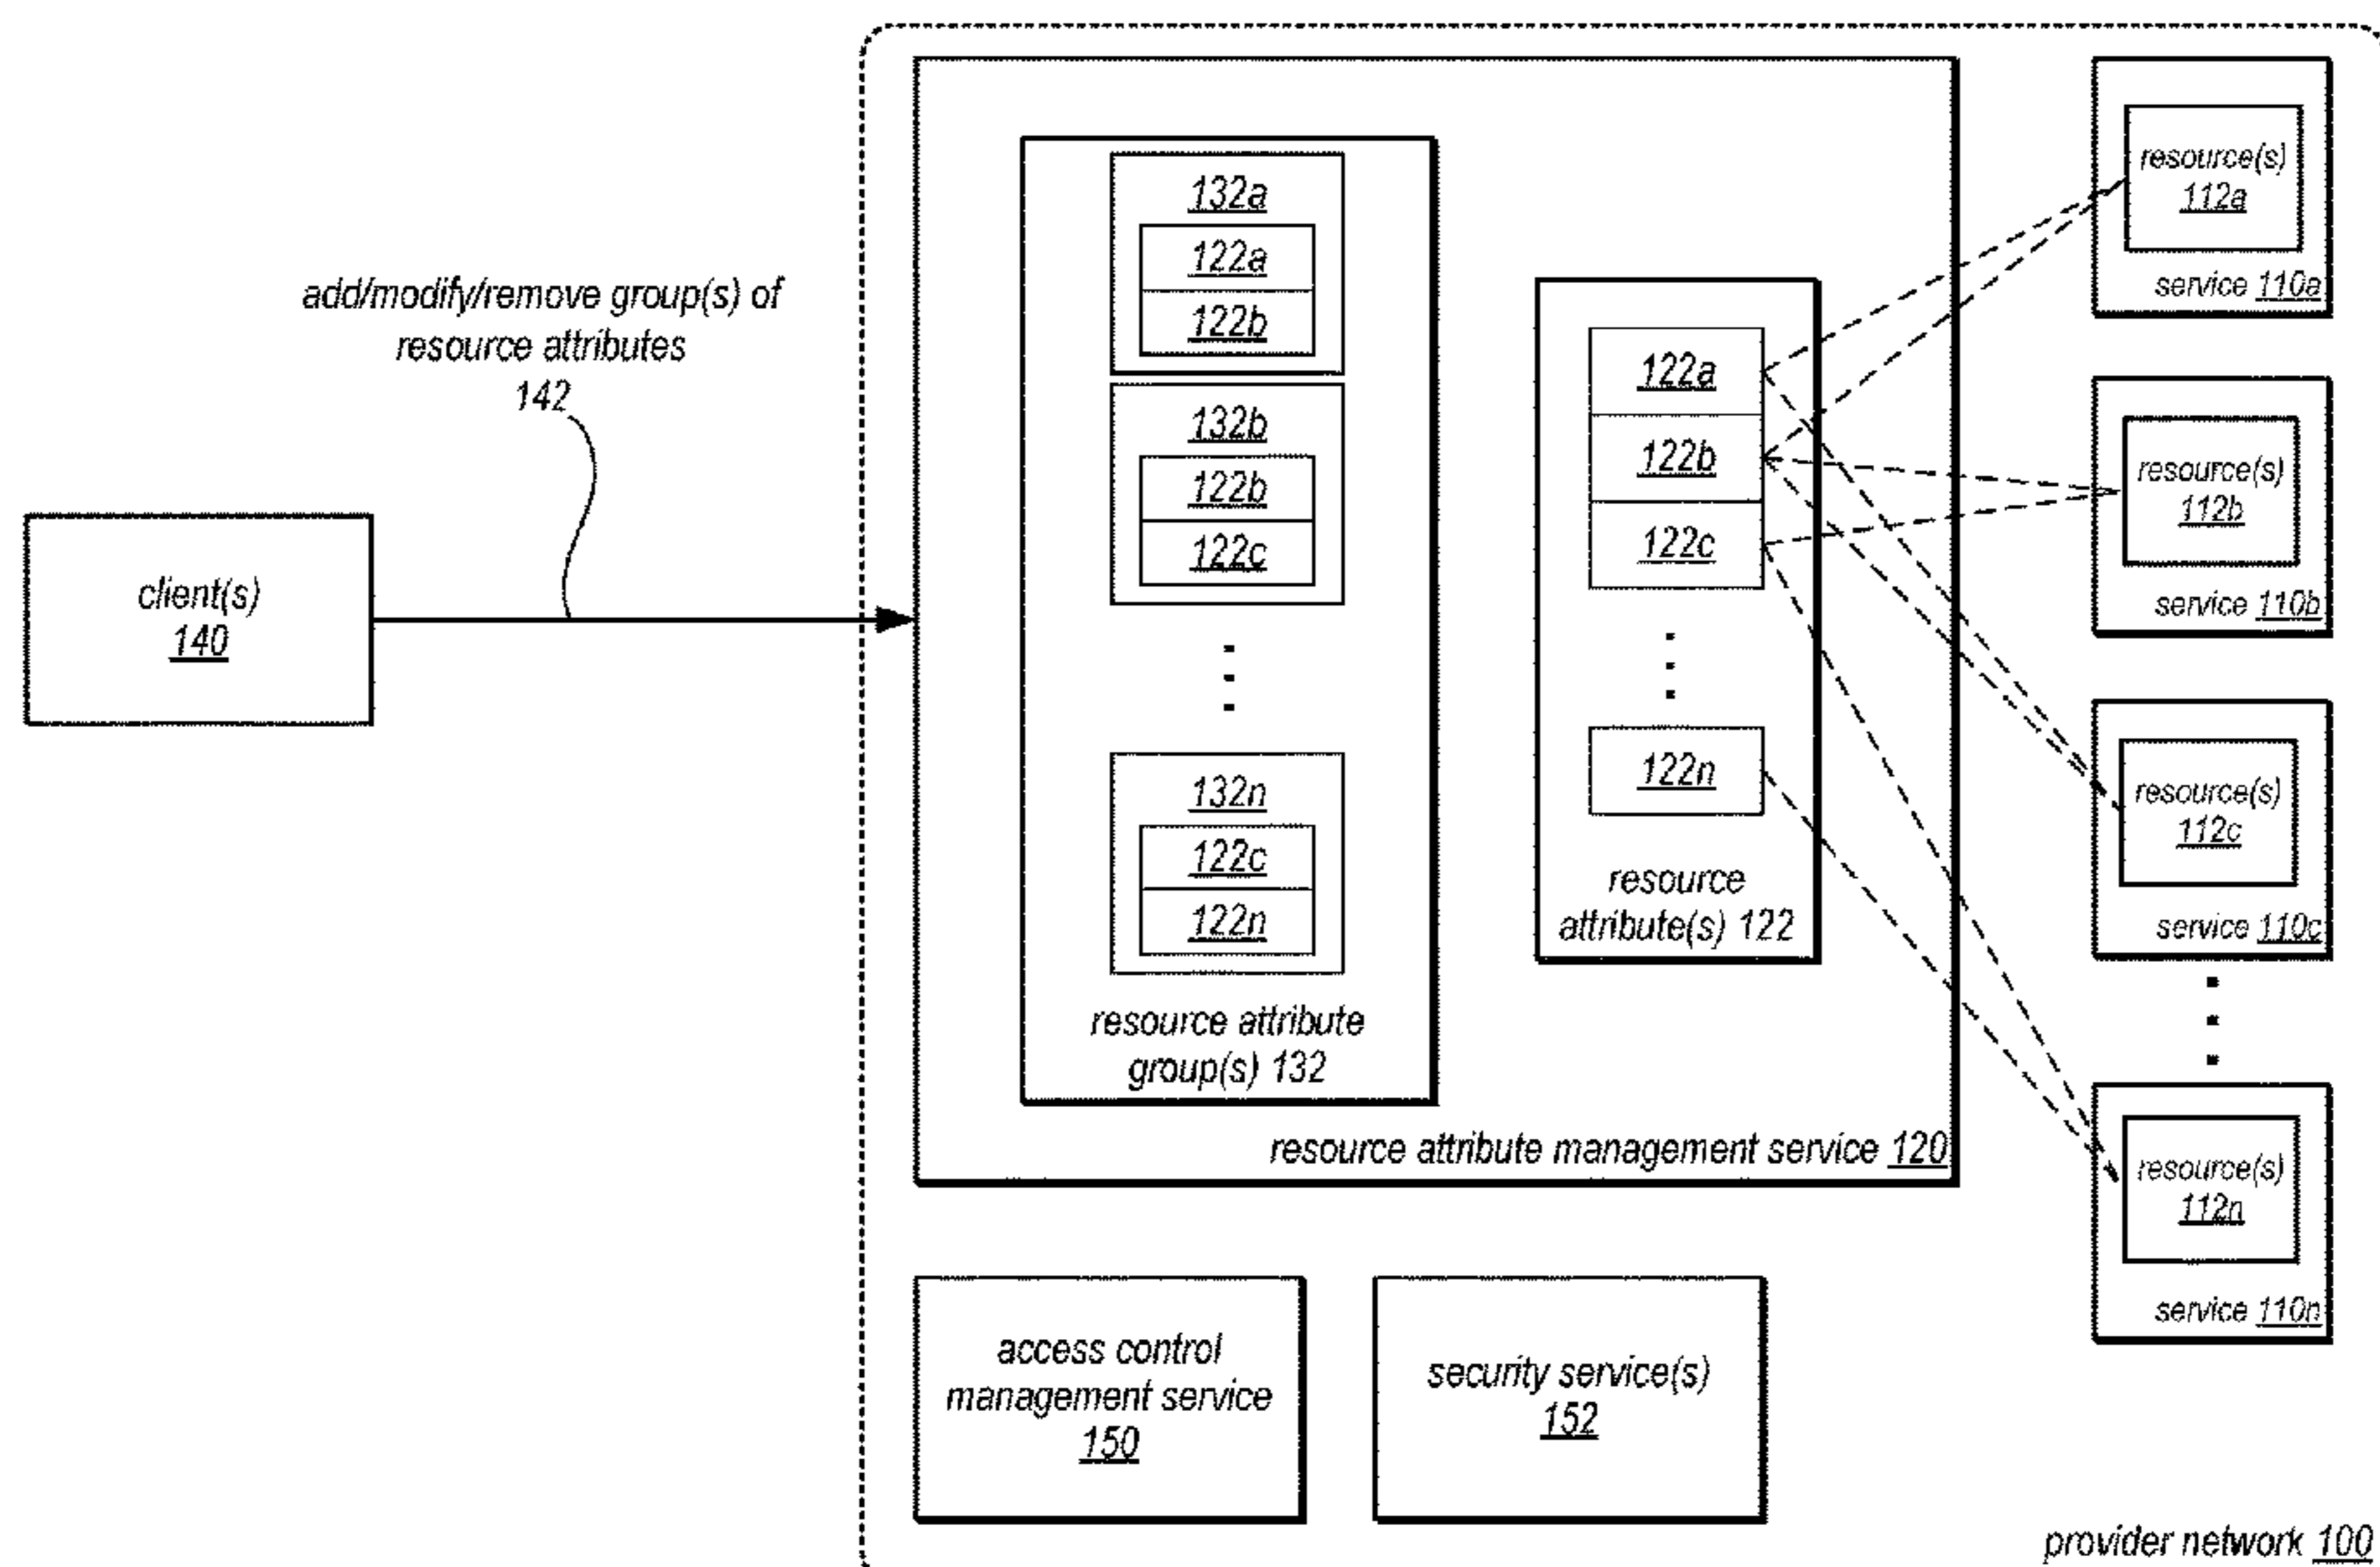 add/modify/remove group(s) of
resource attributes
142
client(s)
140
132a
122a
122b
132b
122b
122c
132n
122c
122n
resource attribute
group(s) 132
122a
122b
122c
122n
resource
attribute(s) 122
resource attribute management service 120
resource(s)
112a
service 110a
resource(s)
112b
service 110b
resource(s)
112c
service 110c
resource(s)
112n
service 110n
access control
management service
150
security service(s)
152
provider network 100